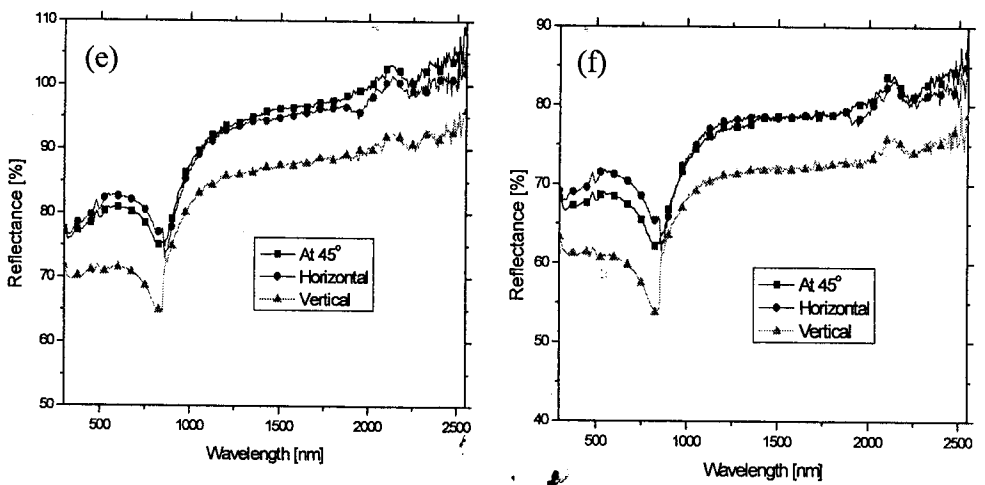 (e)
110
100
90
80
70
60
50
Reflectance [%]
At 45°
Horizontal
Vertical
500 1000 1500 2000 2500
Wavelength [nm]
(f)
90
80
70
60
50
40
Reflectance [%]
At 45°
Horizontal
Vertical
500 1000 1500 2000 2500
Wavelength [nm]